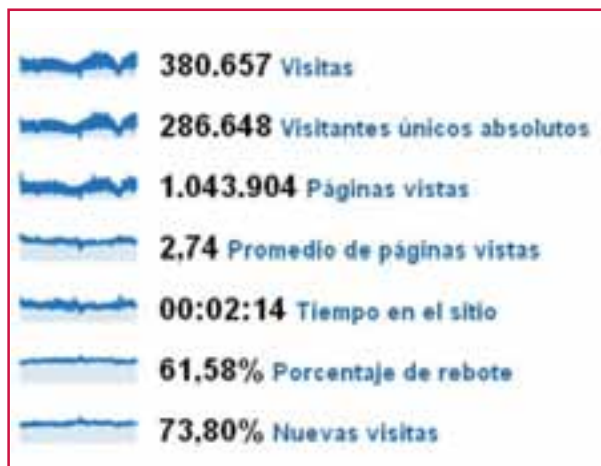 380.657 Visitas
286.648 Visitantes únicos absolutos
1.043.904 Páginas vistas
2,74 Promedio de páginas vistas
00:02:14 Tiempo en el sitio
61,58% Porcentaje de rebote
73,80% Nuevas visitas